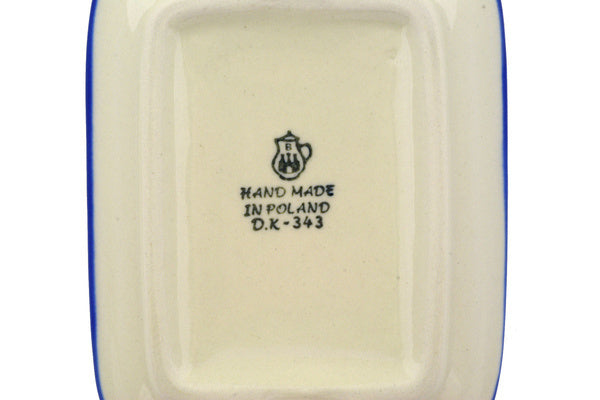 B
HAND MADE
IN POLAND
D.K-343